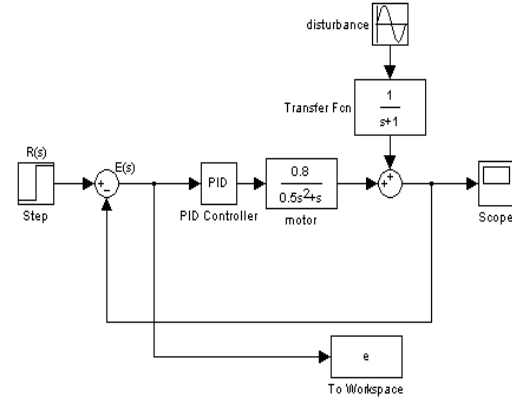 disturbance
Transfer Fcn
1
s+1
R(s)
E(s)
+
−
PID
0.8
0.5s2+s
+
+
Step
PID Controller
motor
Scope
e
To Workspace